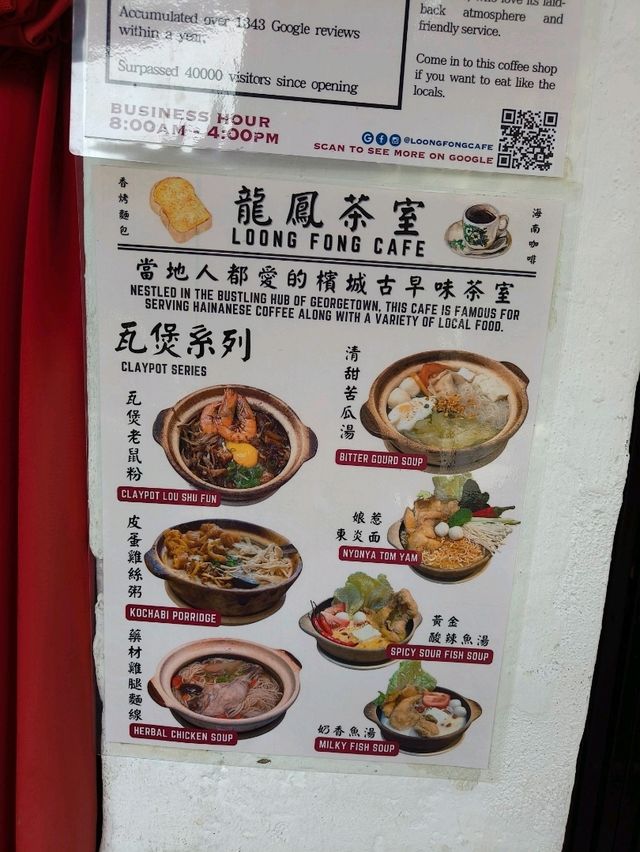 Accumulated over 1343 Google reviews
within a year,
Surpassed 40000 visitors since opening
who love its laid-
back atmosphere and
friendly service.
Come in to this coffee shop
if you want to eat like the
locals.
BUSINESS HOUR
8:00AM - 4:00PM
@LOONGFONGCAFE
SCAN TO SEE MORE ON GOOGLE
香烤麵包
龍鳳茶室
LOONG FONG CAFE
海南咖啡
當地人都愛的檳城古早味茶室
NESTLED IN THE BUSTLING HUB OF GEORGETOWN, THIS CAFE IS FAMOUS FOR
SERVING HAINANESE COFFEE ALONG WITH A VARIETY OF LOCAL FOOD.
瓦煲系列
CLAYPOT SERIES
瓦煲老鼠粉
CLAYPOT LOU SHU FUN
清甜苦瓜湯
BITTER GOURD SOUP
皮蛋雞絲粥
KOCHABI PORRIDGE
娘惹
東炎面
NYONYA TOM YAM
藥材雞腿麵線
HERBAL CHICKEN SOUP
黃金
酸辣魚湯
SPICY SOUR FISH SOUP
奶香魚湯
MILKY FISH SOUP